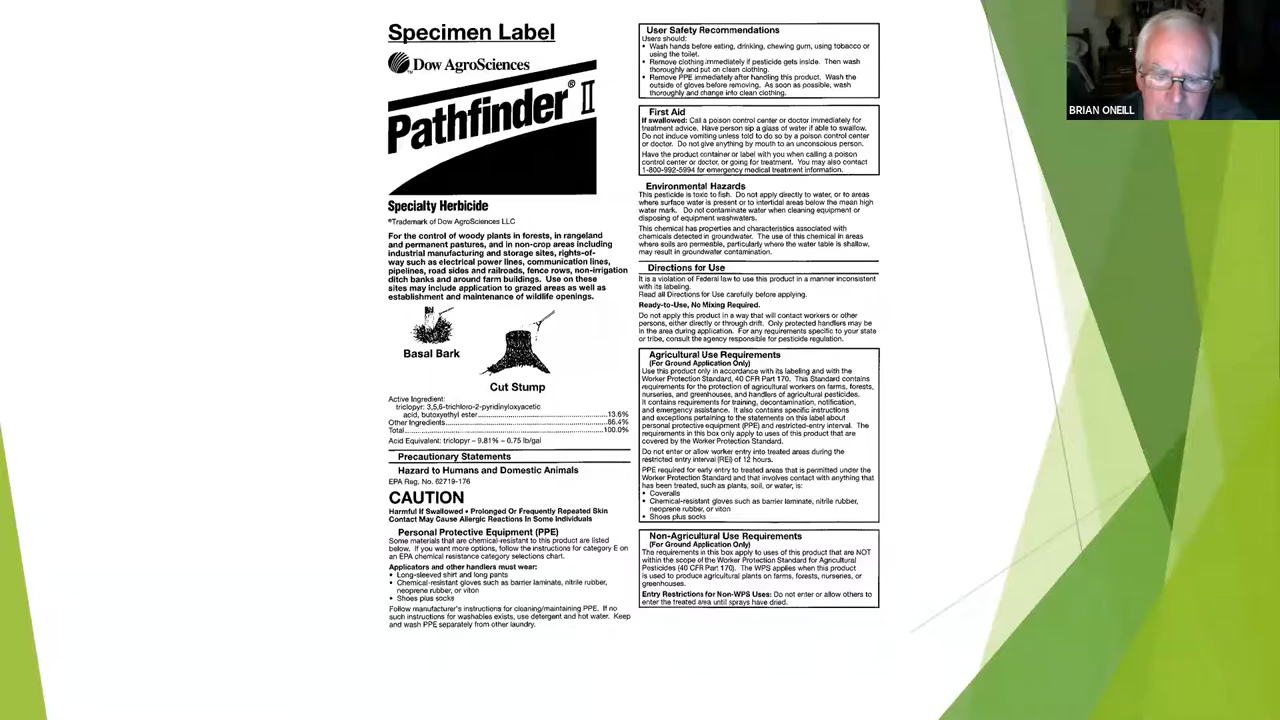 Specimen Label
Dow AgroSciences
Pathfinder® II
Specialty Herbicide
®Trademark of Dow AgroSciences LLC
For the control of woody plants in forests, in rangeland
and permanent pastures, and in non-crop areas including
industrial manufacturing and storage sites, rights-of-
way such as electrical power lines, communication lines,
pipelines, road sides and railroads, fence rows, non-irrigation
ditch banks and around farm buildings. Use on these
sites may include application to grazed areas as well as
establishment and maintenance of wildlife openings.
Basal Bark
Cut Stump
Active Ingredient:
triclopyr: 3,5,6-trichloro-2-pyridinyloxyacetic
acid, butoxyethyl ester.....13.6%
Other Ingredients.....86.4%
Total.....100.0%
Acid Equivalent: triclopyr – 9.81% – 0.75 lb/gal
Precautionary Statements
Hazard to Humans and Domestic Animals
EPA Reg. No. 62719-176
CAUTION
Harmful If Swallowed • Prolonged Or Frequently Repeated Skin
Contact May Cause Allergic Reactions In Some Individuals
Personal Protective Equipment (PPE)
Some materials that are chemical-resistant to this product are listed
below. If you want more options, follow the instructions for category E on
an EPA chemical resistance category selections chart.
Applicators and other handlers must wear:
• Long-sleeved shirt and long pants
• Chemical-resistant gloves such as barrier laminate, nitrile rubber,
neoprene rubber, or viton
• Shoes plus socks
Follow manufacturer's instructions for cleaning/maintaining PPE. If no
such instructions for washables exists, use detergent and hot water. Keep
and wash PPE separately from other laundry.
User Safety Recommendations
Users should:
• Wash hands before eating, drinking, chewing gum, using tobacco or
using the toilet.
• Remove clothing immediately if pesticide gets inside. Then wash
thoroughly and put on clean clothing.
• Remove PPE immediately after handling this product. Wash the
outside of gloves before removing. As soon as possible, wash
thoroughly and change into clean clothing.
First Aid
If swallowed: Call a poison control center or doctor immediately for
treatment advice. Have person sip a glass of water if able to swallow.
Do not induce vomiting unless told to do so by a poison control center
or doctor. Do not give anything by mouth to an unconscious person.
Have the product container or label with you when calling a poison
control center or doctor, or going for treatment. You may also contact
1-800-992-5994 for emergency medical treatment information.
Environmental Hazards
This pesticide is toxic to fish. Do not apply directly to water, or to areas
where surface water is present or to intertidal areas below the mean high
water mark. Do not contaminate water when cleaning equipment or
disposing of equipment washwaters.
This chemical has properties and characteristics associated with
chemicals detected in groundwater. The use of this chemical in areas
where soils are permeable, particularly where the water table is shallow,
may result in groundwater contamination.
Directions for Use
It is a violation of Federal law to use this product in a manner inconsistent
with its labeling.
Read all Directions for Use carefully before applying.
Ready-to-Use, No Mixing Required.
Do not apply this product in a way that will contact workers or other
persons, either directly or through drift. Only protected handlers may be
in the area during application. For any requirements specific to your state
or tribe, consult the agency responsible for pesticide regulation.
Agricultural Use Requirements
(For Ground Application Only)
Use this product only in accordance with its labeling and with the
Worker Protection Standard, 40 CFR Part 170. This Standard contains
requirements for the protection of agricultural workers on farms, forests,
nurseries, and greenhouses, and handlers of agricultural pesticides.
It contains requirements for training, decontamination, notification,
and emergency assistance. It also contains specific instructions
and exceptions pertaining to the statements on this label about
personal protective equipment (PPE) and restricted-entry interval. The
requirements in this box only apply to uses of this product that are
covered by the Worker Protection Standard.
Do not enter or allow worker entry into treated areas during the
restricted entry interval (REI) of 12 hours.
PPE required for early entry to treated areas that is permitted under the
Worker Protection Standard and that involves contact with anything that
has been treated, such as plants, soil, or water, is:
• Coveralls
• Chemical-resistant gloves such as barrier laminate, nitrile rubber,
neoprene rubber, or viton
• Shoes plus socks
Non-Agricultural Use Requirements
(For Ground Application Only)
The requirements in this box apply to uses of this product that are NOT
within the scope of the Worker Protection Standard for Agricultural
Pesticides (40 CFR Part 170). The WPS applies when this product
is used to produce agricultural plants on farms, forests, nurseries, or
greenhouses.
Entry Restrictions for Non-WPS Uses: Do not enter or allow others to
enter the treated area until sprays have dried.
BRIAN ONEILL